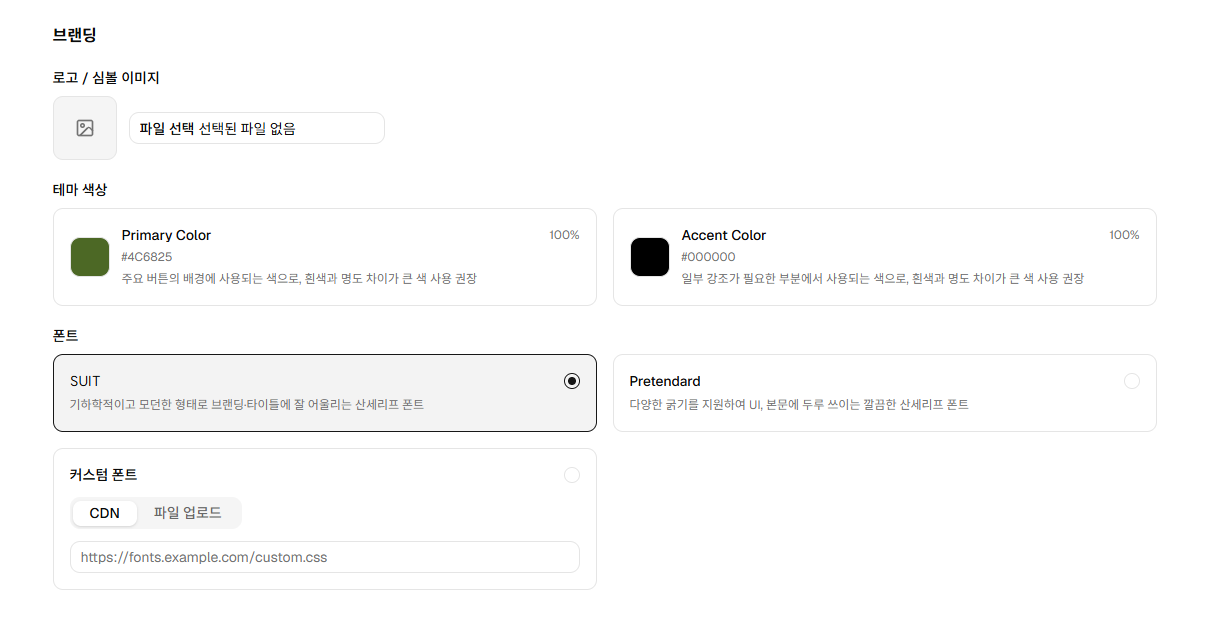 브랜딩
로고 / 심볼 이미지
파일 선택 선택된 파일 없음
테마 색상
Primary Color
100%
#4C6825
주요 버튼의 배경에 사용되는 색으로, 흰색과 명도 차이가 큰 색 사용 권장
Accent Color
100%
#000000
일부 강조가 필요한 부분에서 사용되는 색으로, 흰색과 명도 차이가 큰 색 사용 권장
폰트
SUIT
기하학적이고 모던한 형태로 브랜딩·타이틀에 잘 어울리는 산세리프 폰트
Pretendard
다양한 굵기를 지원하여 UI, 본문에 두루 쓰이는 깔끔한 산세리프 폰트
커스텀 폰트
CDN
파일 업로드
https://fonts.example.com/custom.css